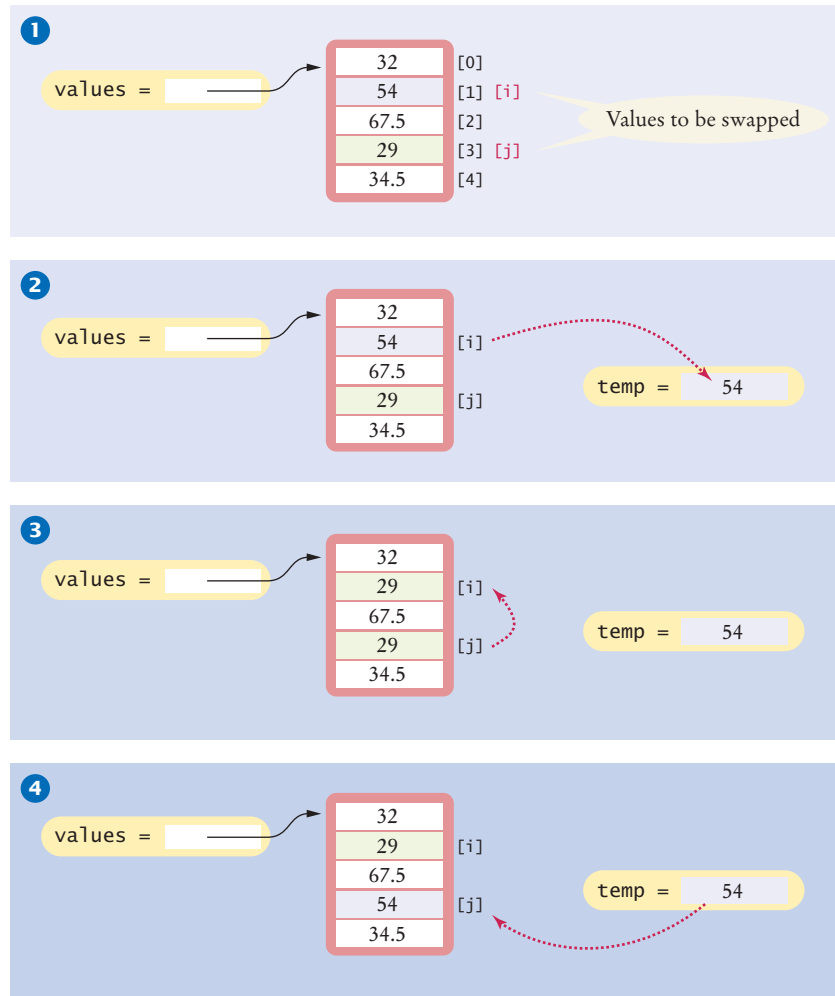 1
values =
32 [0]
54 [1] [i]
67.5 [2]
29 [3] [j]
34.5 [4]
Values to be swapped
2
values =
32
54 [i]
67.5
29 [j]
34.5
temp = 54
3
values =
32
29 [i]
67.5
29 [j]
34.5
temp = 54
4
values =
32
29 [i]
67.5
54 [j]
34.5
temp = 54